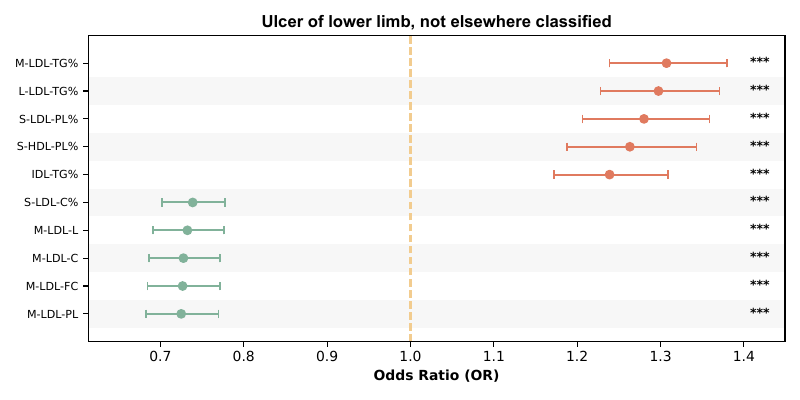 Ulcer of lower limb, not elsewhere classified
M-LDL-TG% ***
L-LDL-TG% ***
S-LDL-PL% ***
S-HDL-PL% ***
IDL-TG% ***
S-LDL-C% ***
M-LDL-L ***
M-LDL-C ***
M-LDL-FC ***
M-LDL-PL ***
0.7 0.8 0.9 1.0 1.1 1.2 1.3 1.4
Odds Ratio (OR)